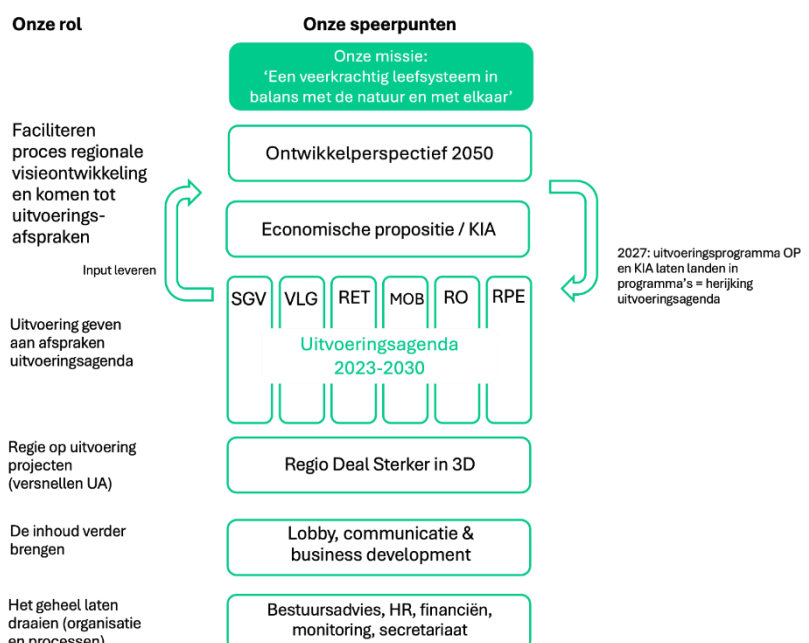 Onze rol
Onze speerpunten
Onze missie:
‘Een veerkrachtig leefsysteem in
balans met de natuur en met elkaar’
Faciliteren
proces regionale
visieontwikkeling
en komen tot
uitvoerings-
afspraken
Ontwikkelperspectief 2050
Economische propositie / KIA
Input leveren
2027: uitvoeringsprogramma OP
en KIA laten landen in
programma’s = herijking
uitvoeringsagenda
SGV VLG RET MOB RO RPE
Uitvoering geven
aan afspraken
uitvoeringsagenda
Uitvoeringsagenda
2023-2030
Regie op uitvoering
projecten
(versnellen UA)
Regio Deal Sterker in 3D
De inhoud verder
brengen
Lobby, communicatie &
business development
Het geheel laten
draaien (organisatie
en processen)
Bestuursadvies, HR, financiën,
monitoring, secretariaat